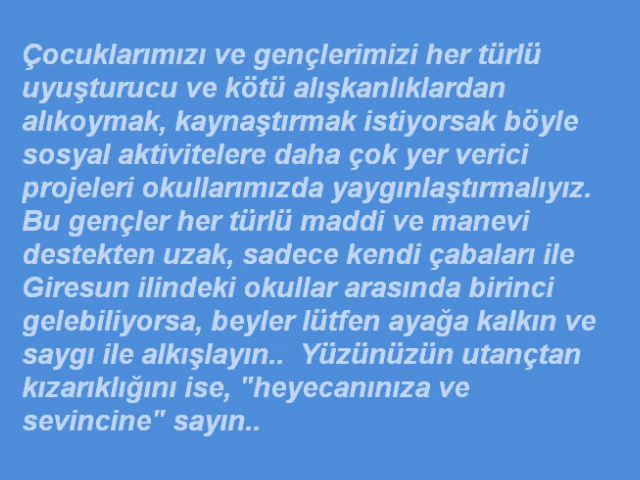 Çocuklarımızı ve gençlerimizi her türlü
uyuşturucu ve kötü alışkanlıklardan
alıkoymak, kaynaştırmak istiyorsak böyle
sosyal aktivitelere daha çok yer verici
projeleri okullarımızda yaygınlaştırmalıyız.
Bu gençler her türlü maddi ve manevi
destekten uzak, sadece kendi çabaları ile
Giresun ilindeki okullar arasında birinci
gelebiliyorsa, beyler lütfen ayağa kalkın ve
saygı ile alkışlayın..  Yüzünüzün utançtan
kızarıklığını ise, "heyecanınıza ve
sevincine" sayın..